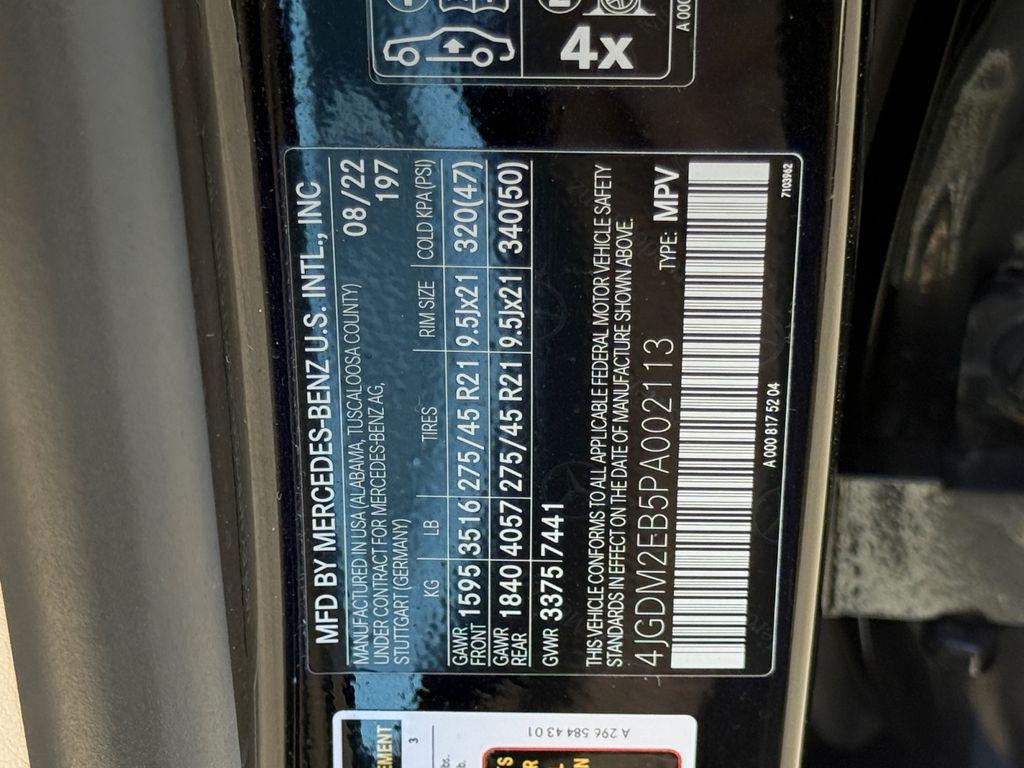 4x
A 000
MFD BY MERCEDES-BENZ U.S. INTL., INC
MANUFACTURED IN USA (ALABAMA, TUSCALOOSA COUNTY) 08/22
UNDER CONTRACT FOR MERCEDES-BENZ AG, 197
STUTTGART (GERMANY)
KG LB TIRES RIM SIZE COLD KPA(PSI)
GAWR FRONT 1595 3516 275/45 R21 9.5Jx21 320(47)
GAWR REAR 1840 4057 275/45 R21 9.5Jx21 340(50)
GVWR 3375 7441
THIS VEHICLE CONFORMS TO ALL APPLICABLE FEDERAL MOTOR VEHICLE SAFETY
STANDARDS IN EFFECT ON THE DATE OF MANUFACTURE SHOWN ABOVE.
4JGDM2EB5PA002113 TYPE: MPV
A 000 817 52 04 7103962
EMENT
3
A 296 584 43 01